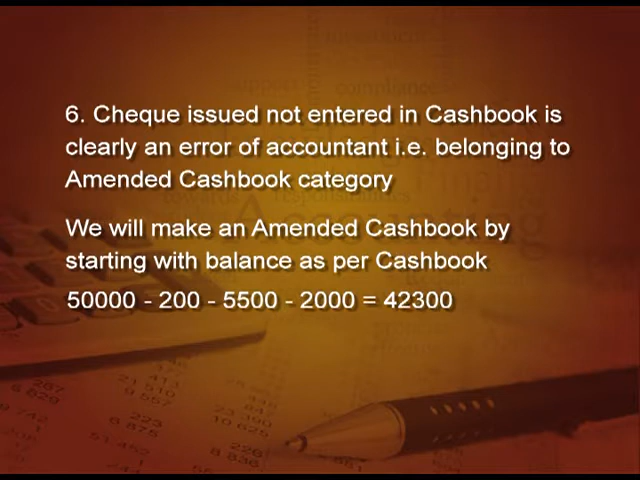 6. Cheque issued not entered in Cashbook is
clearly an error of accountant i.e. belonging to
Amended Cashbook category
We will make an Amended Cashbook by
starting with balance as per Cashbook
50000 - 200 - 5500 - 2000 = 42300